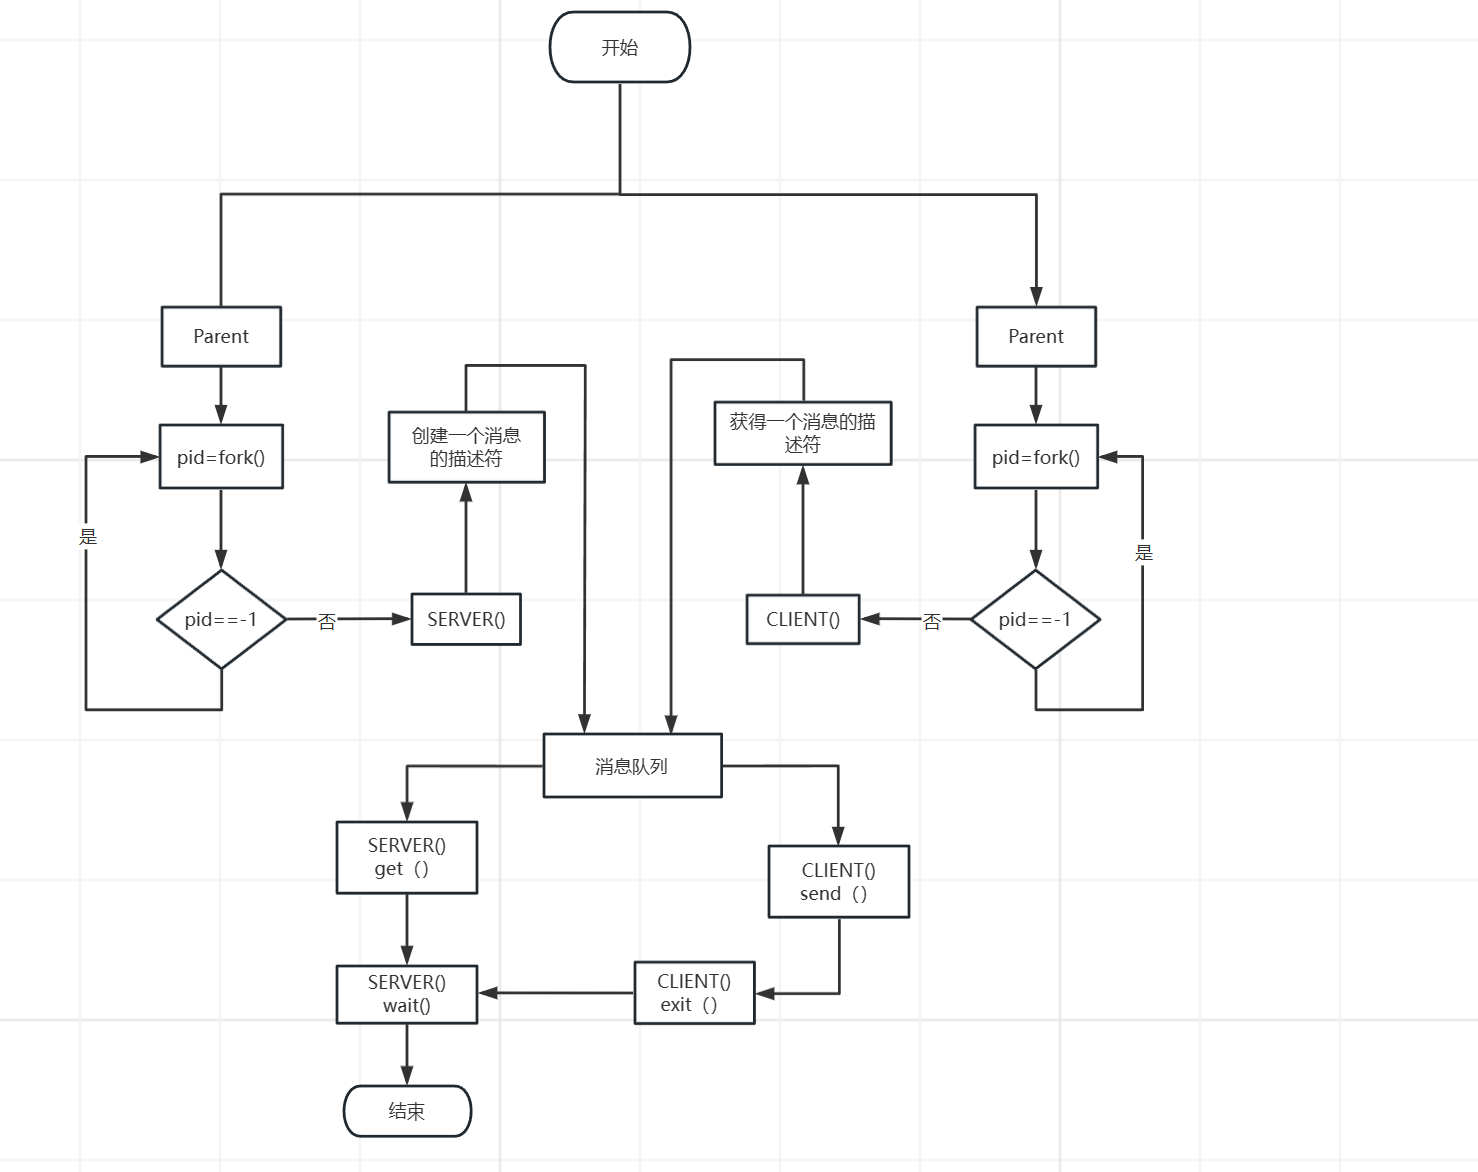 开始
Parent
Parent
创建一个消息
的描述符
获得一个消息的描
述符
pid=fork()
pid=fork()
是
是
pid==-1
否
SERVER()
CLIENT()
否
pid==-1
消息队列
SERVER()
get（）
CLIENT()
send（）
SERVER()
wait()
CLIENT()
exit（）
结束